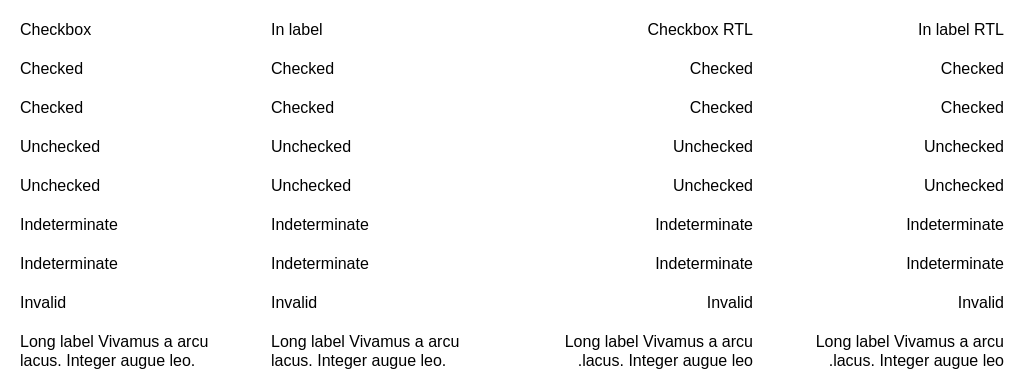 Checkbox In label Checkbox RTL In label RTL
Checked Checked Checked Checked
Checked Checked Checked Checked
Unchecked Unchecked Unchecked Unchecked
Unchecked Unchecked Unchecked Unchecked
Indeterminate Indeterminate Indeterminate Indeterminate
Indeterminate Indeterminate Indeterminate Indeterminate
Invalid Invalid Invalid Invalid
Long label Vivamus a arcu Long label Vivamus a arcu Long label Vivamus a arcu Long label Vivamus a arcu
lacus. Integer augue leo. lacus. Integer augue leo. .lacus. Integer augue leo .lacus. Integer augue leo